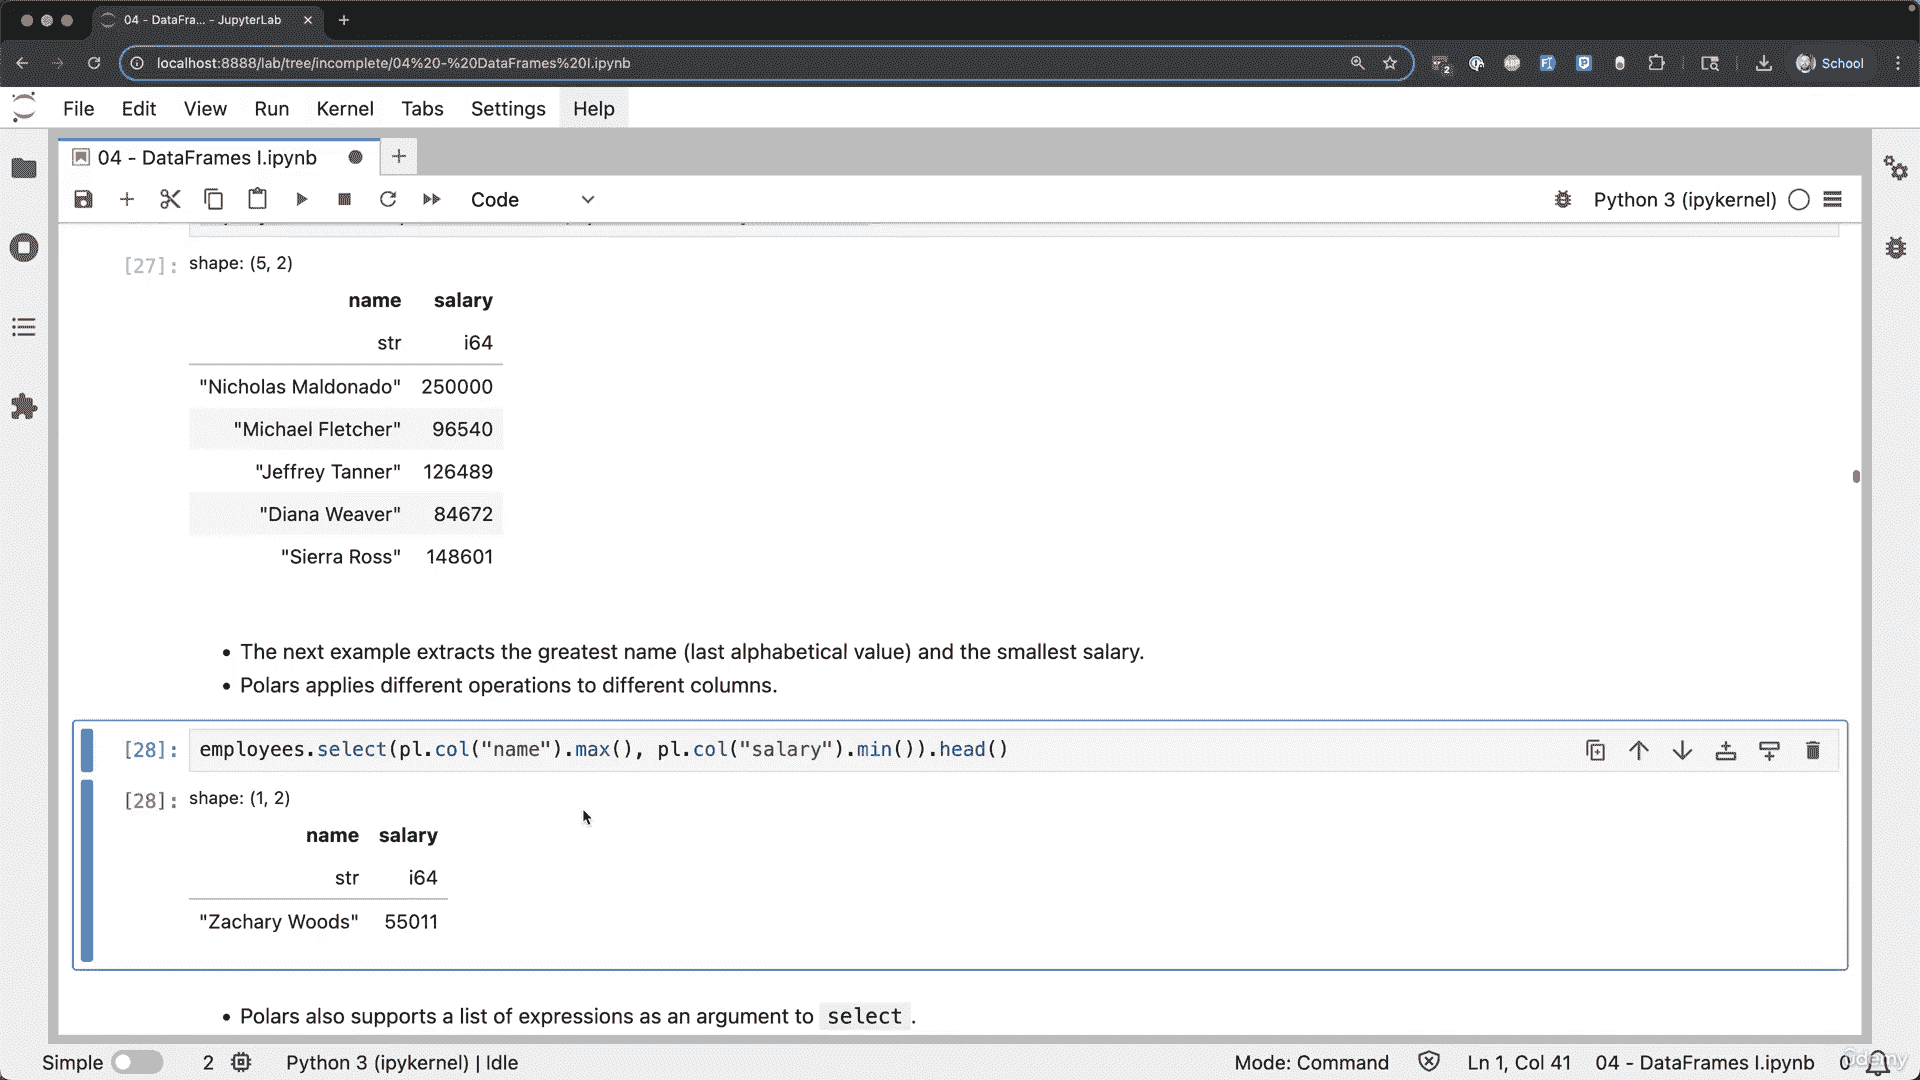 04 - DataFra... - JupyterLab
localhost:8888/lab/tree/incomplete/04%20-%20DataFrames%20I.ipynb
2
School
File Edit View Run Kernel Tabs Settings Help
04 - DataFrames I.ipynb
Code
Python 3 (ipykernel)
[27]: shape: (5, 2)
name salary
str i64
"Nicholas Maldonado" 250000
"Michael Fletcher" 96540
"Jeffrey Tanner" 126489
"Diana Weaver" 84672
"Sierra Ross" 148601
• The next example extracts the greatest name (last alphabetical value) and the smallest salary.
• Polars applies different operations to different columns.
[28]: employees.select(pl.col("name").max(), pl.col("salary").min()).head()
[28]: shape: (1, 2)
name salary
str i64
"Zachary Woods" 55011
• Polars also supports a list of expressions as an argument to select.
Simple 2 Python 3 (ipykernel) | Idle Mode: Command Ln 1, Col 41 04 - DataFrames I.ipynb 0
Udemy